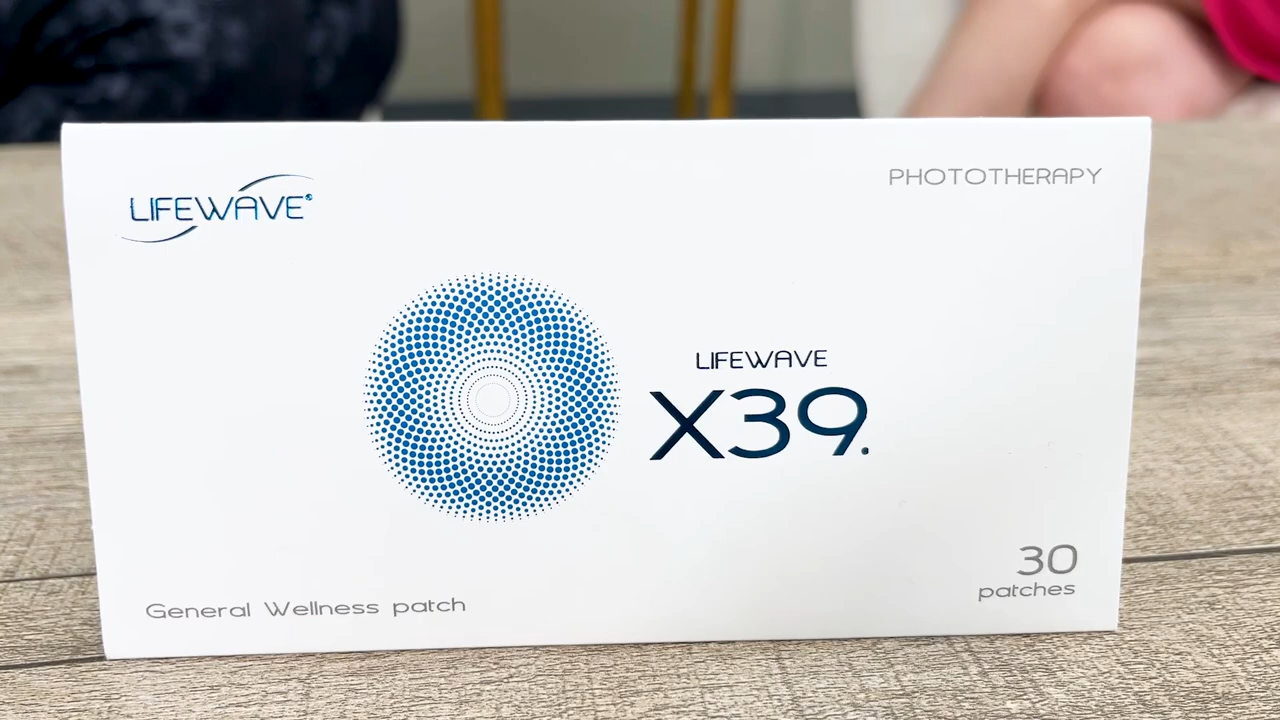 LIFEWAVE®
PHOTOTHERAPY
LIFEWAVE
X39.
30
patches
General Wellness patch